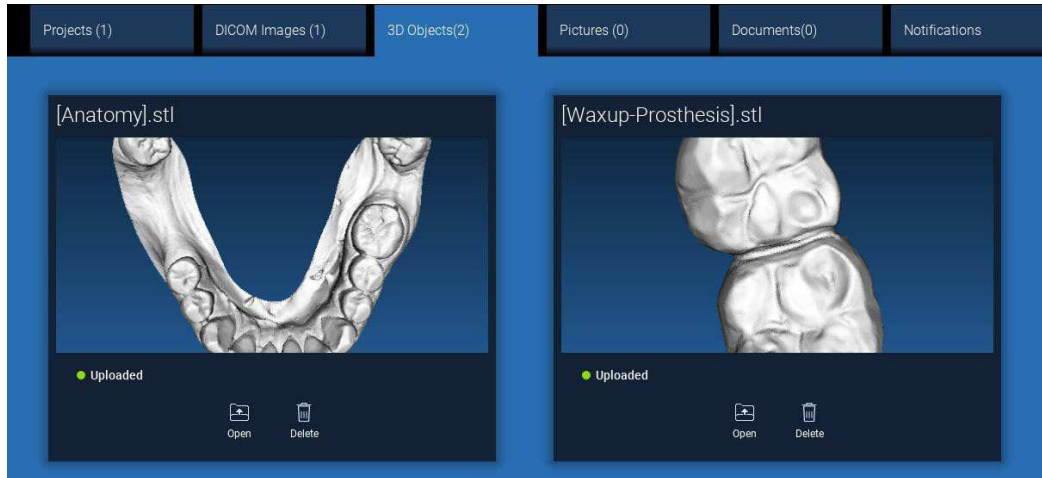 Projects (1) DICOM Images (1) 3D Objects(2) Pictures (0) Documents(0) Notifications
[Anatomy].stl
Uploaded
Open Delete
[Waxup-Prosthesis].stl
Uploaded
Open Delete